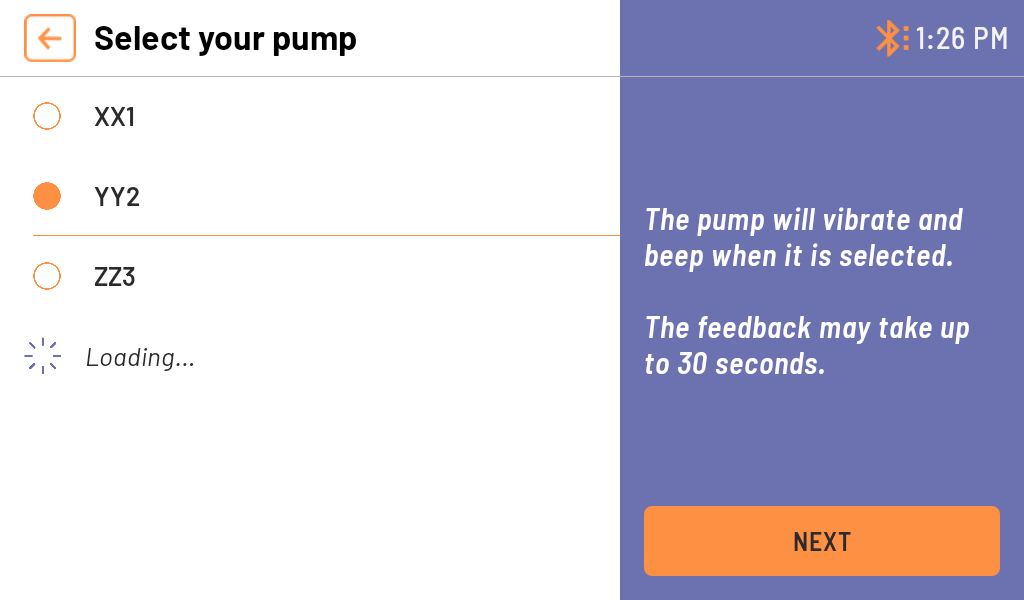 Select your pump
1:26 PM
XX1
YY2
ZZ3
Loading...
The pump will vibrate and
beep when it is selected.
The feedback may take up
to 30 seconds.
NEXT